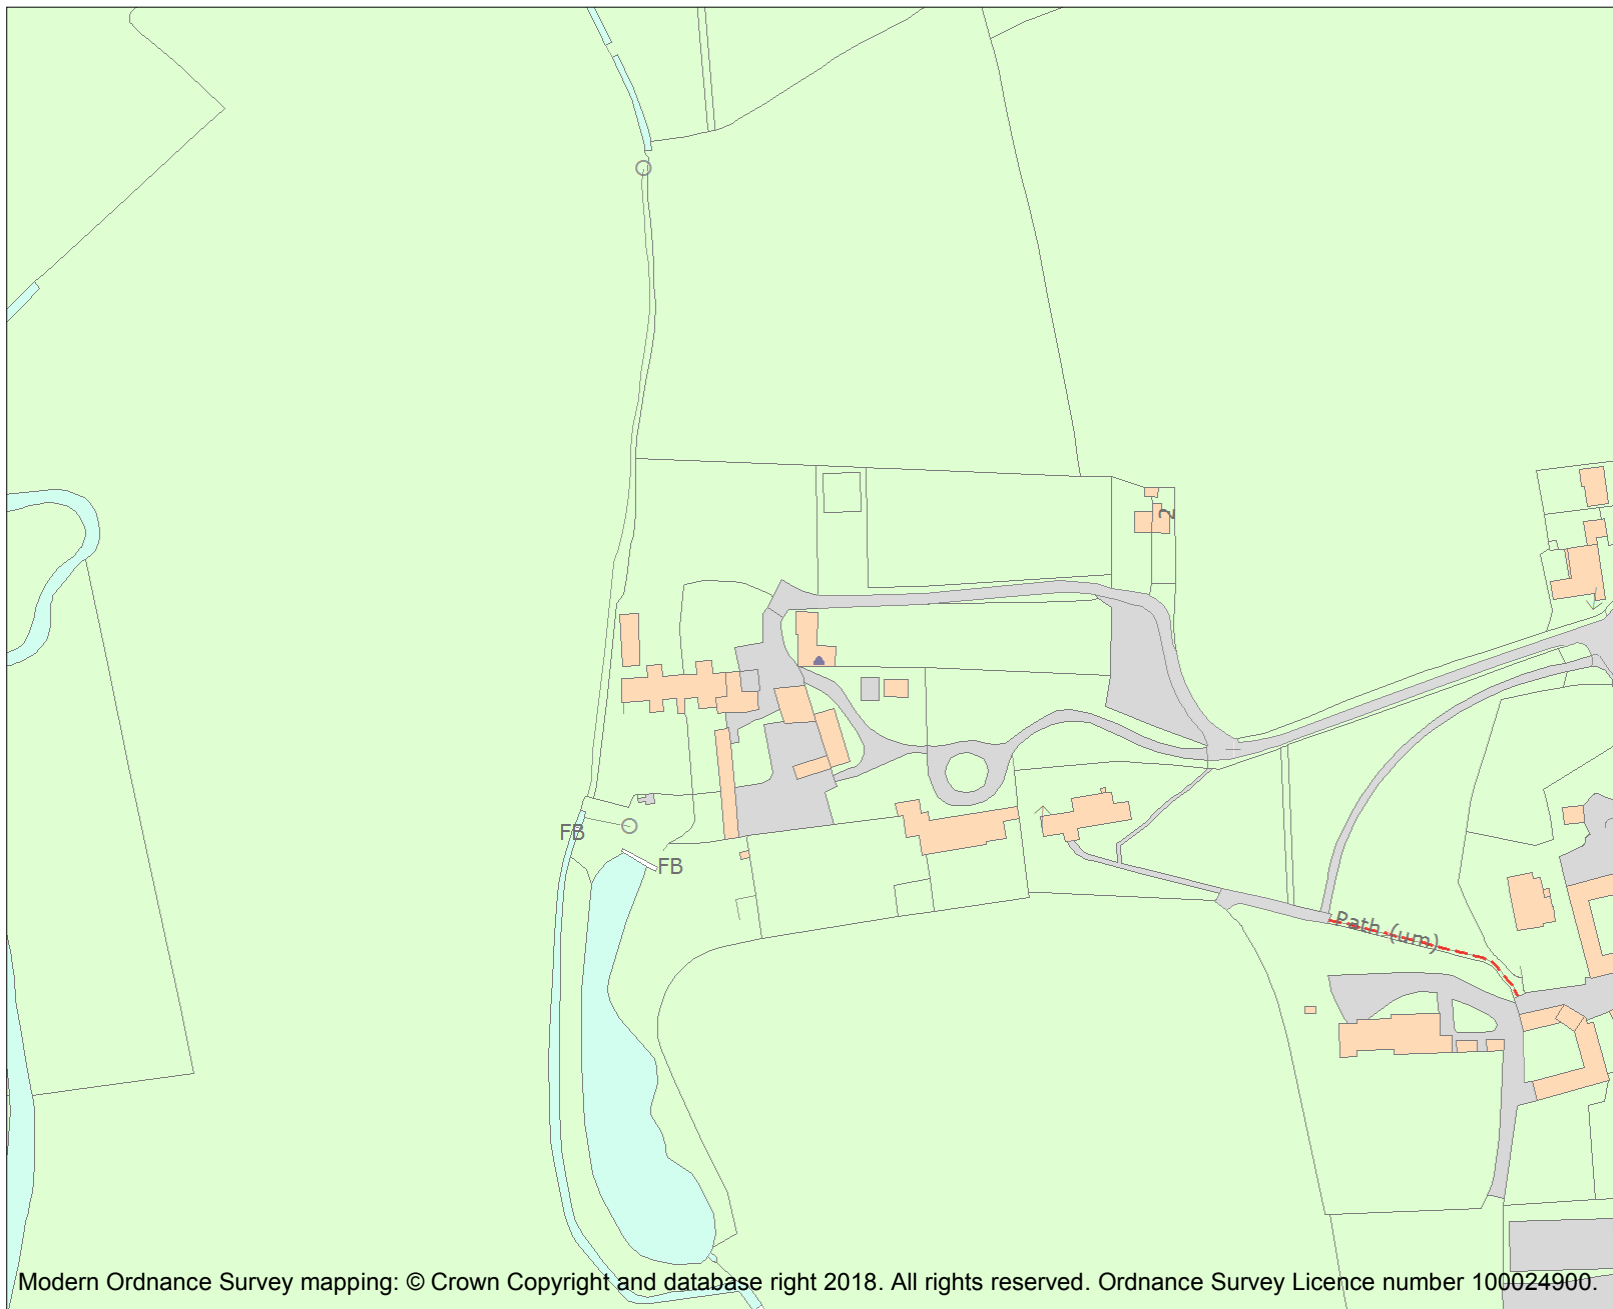 2
FB
FB
Path (um)
Modern Ordnance Survey mapping: © Crown Copyright and database right 2018. All rights reserved. Ordnance Survey Licence number 100024900.